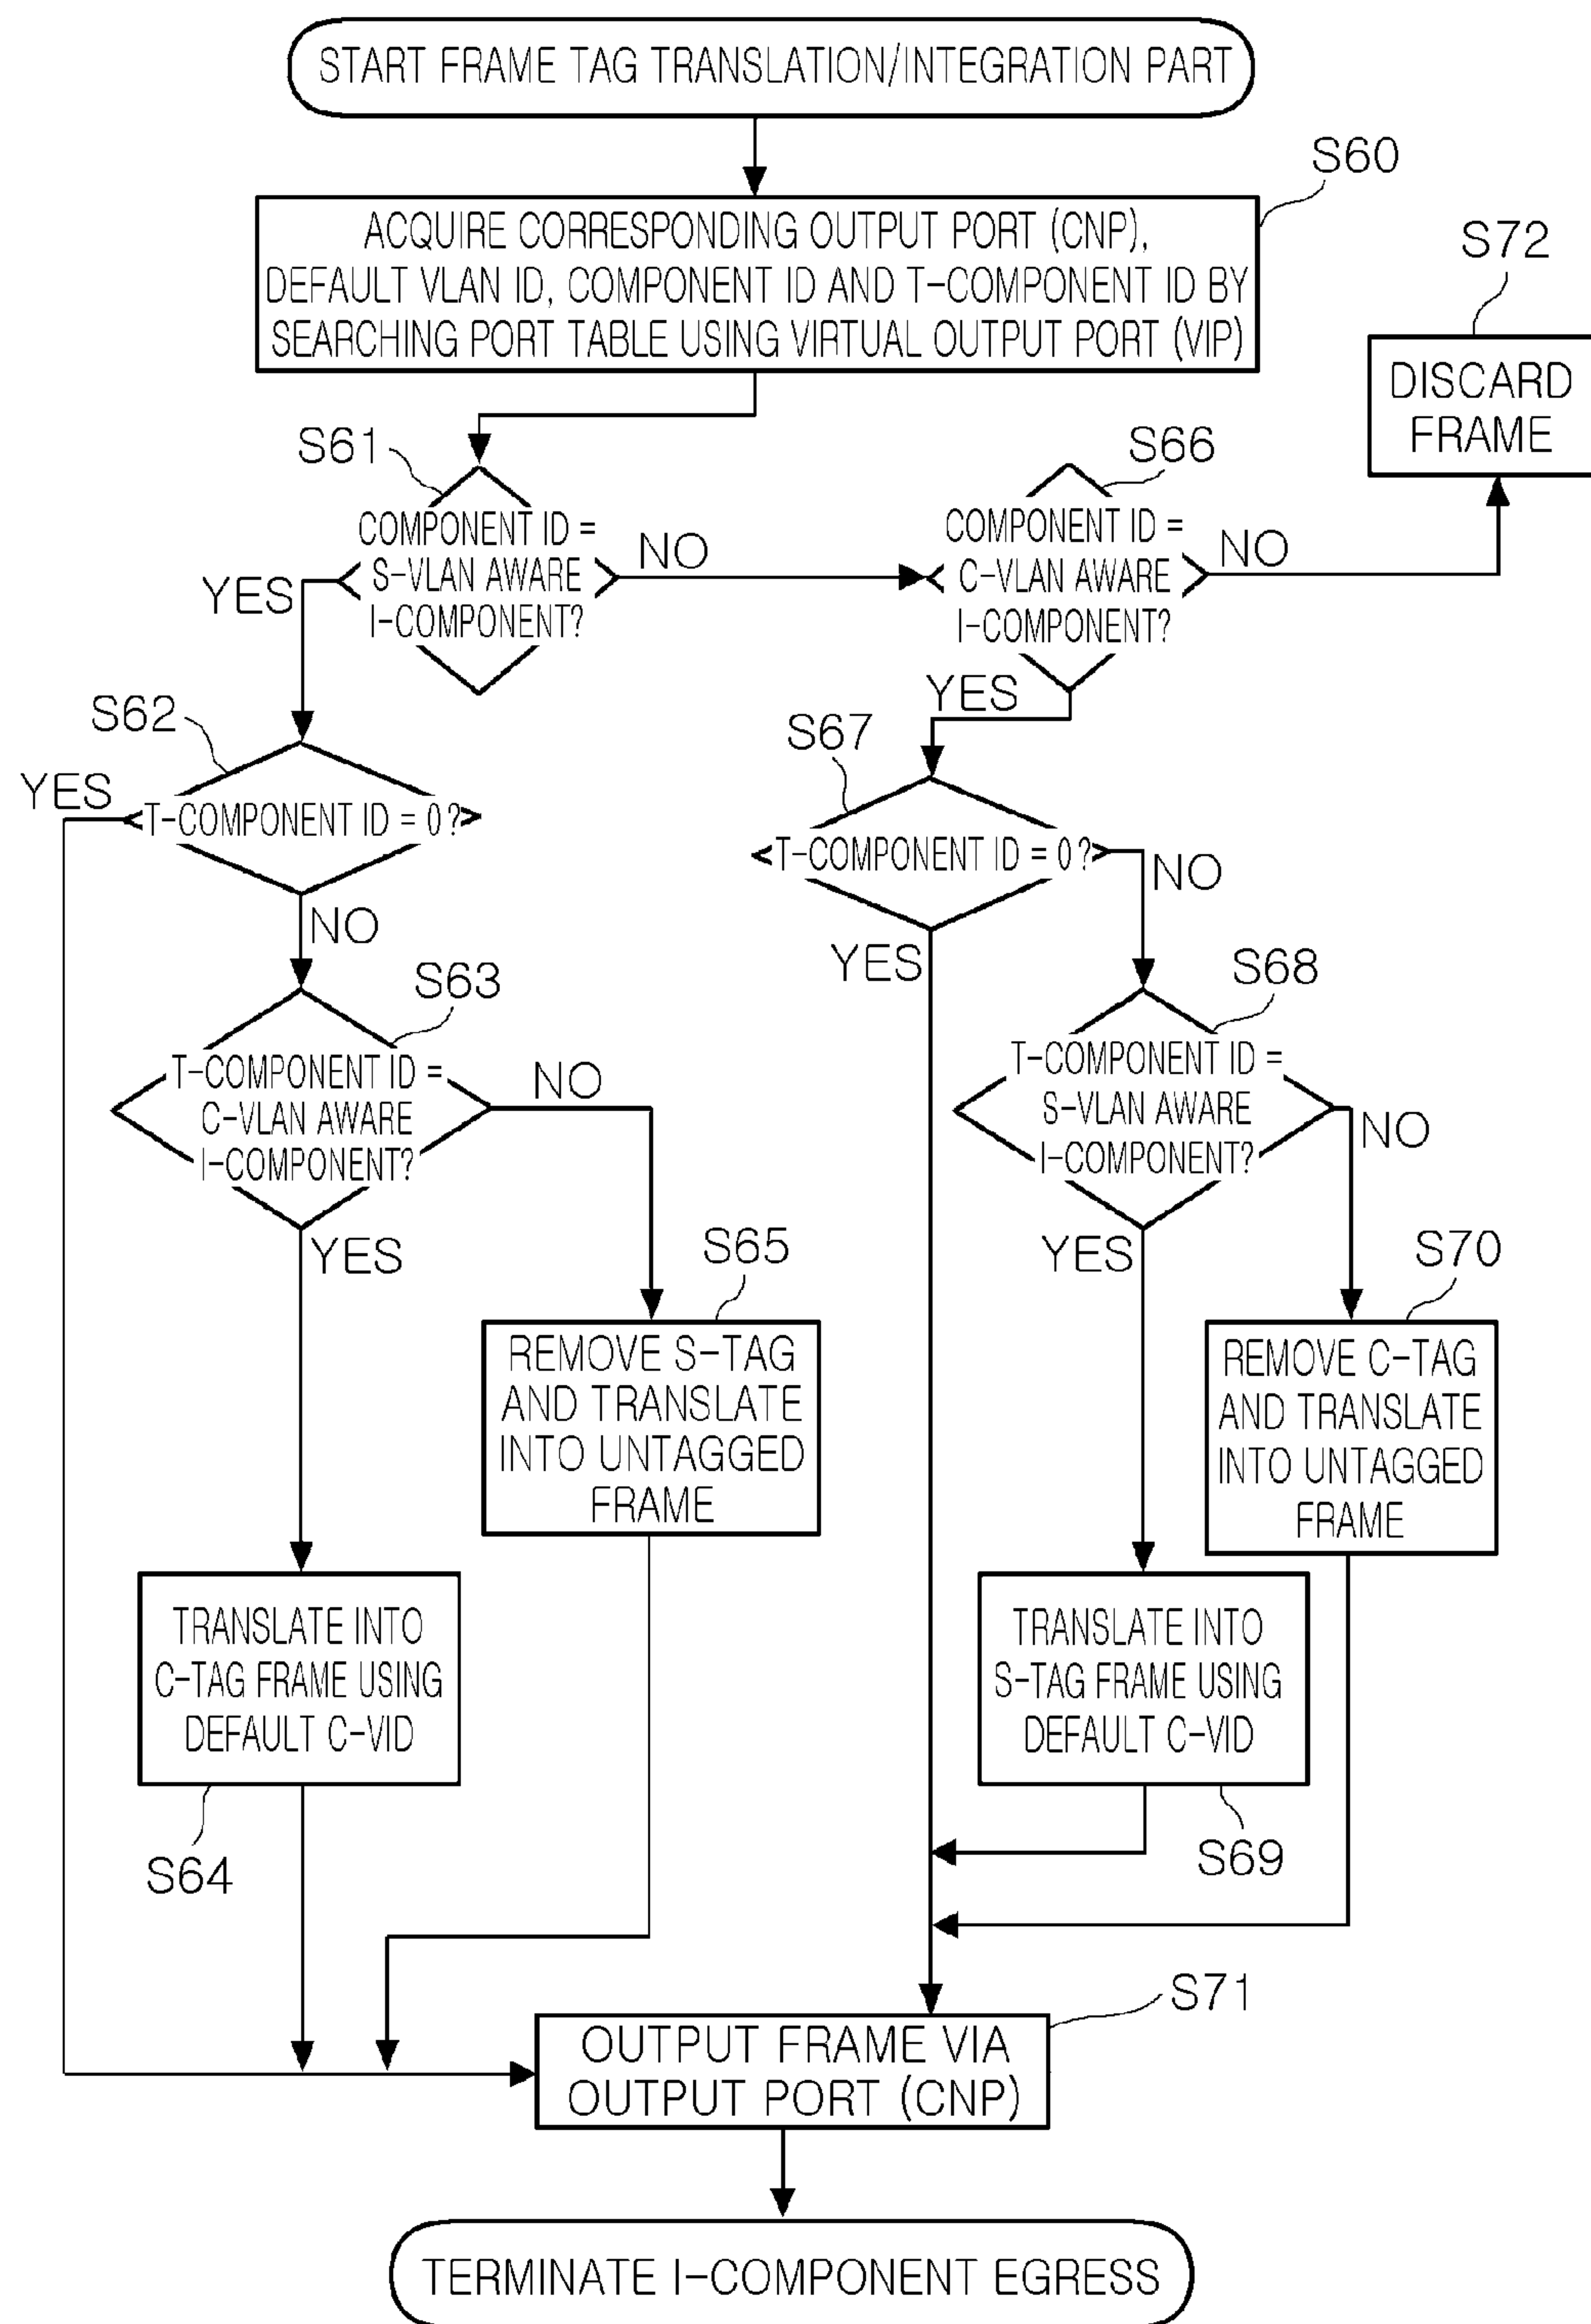 START FRAME TAG TRANSLATION/INTEGRATION PART
S60
ACQUIRE CORRESPONDING OUTPUT PORT (CNP),
DEFAULT VLAN ID, COMPONENT ID AND T-COMPONENT ID BY
SEARCHING PORT TABLE USING VIRTUAL OUTPUT PORT (VIP)
S72
DISCARD
FRAME
S61
COMPONENT ID =
S-VLAN AWARE
I-COMPONENT?
YES
NO
S66
COMPONENT ID =
C-VLAN AWARE
I-COMPONENT?
NO
YES
S62
YES
T-COMPONENT ID = 0?
NO
S67
T-COMPONENT ID = 0?
NO
YES
S63
T-COMPONENT ID =
C-VLAN AWARE
I-COMPONENT?
NO
YES
S68
T-COMPONENT ID =
S-VLAN AWARE
I-COMPONENT?
NO
YES
S65
REMOVE S-TAG
AND TRANSLATE
INTO UNTAGGED
FRAME
S70
REMOVE C-TAG
AND TRANSLATE
INTO UNTAGGED
FRAME
TRANSLATE INTO
C-TAG FRAME USING
DEFAULT C-VID
S64
TRANSLATE INTO
S-TAG FRAME USING
DEFAULT C-VID
S69
S71
OUTPUT FRAME VIA
OUTPUT PORT (CNP)
TERMINATE I-COMPONENT EGRESS